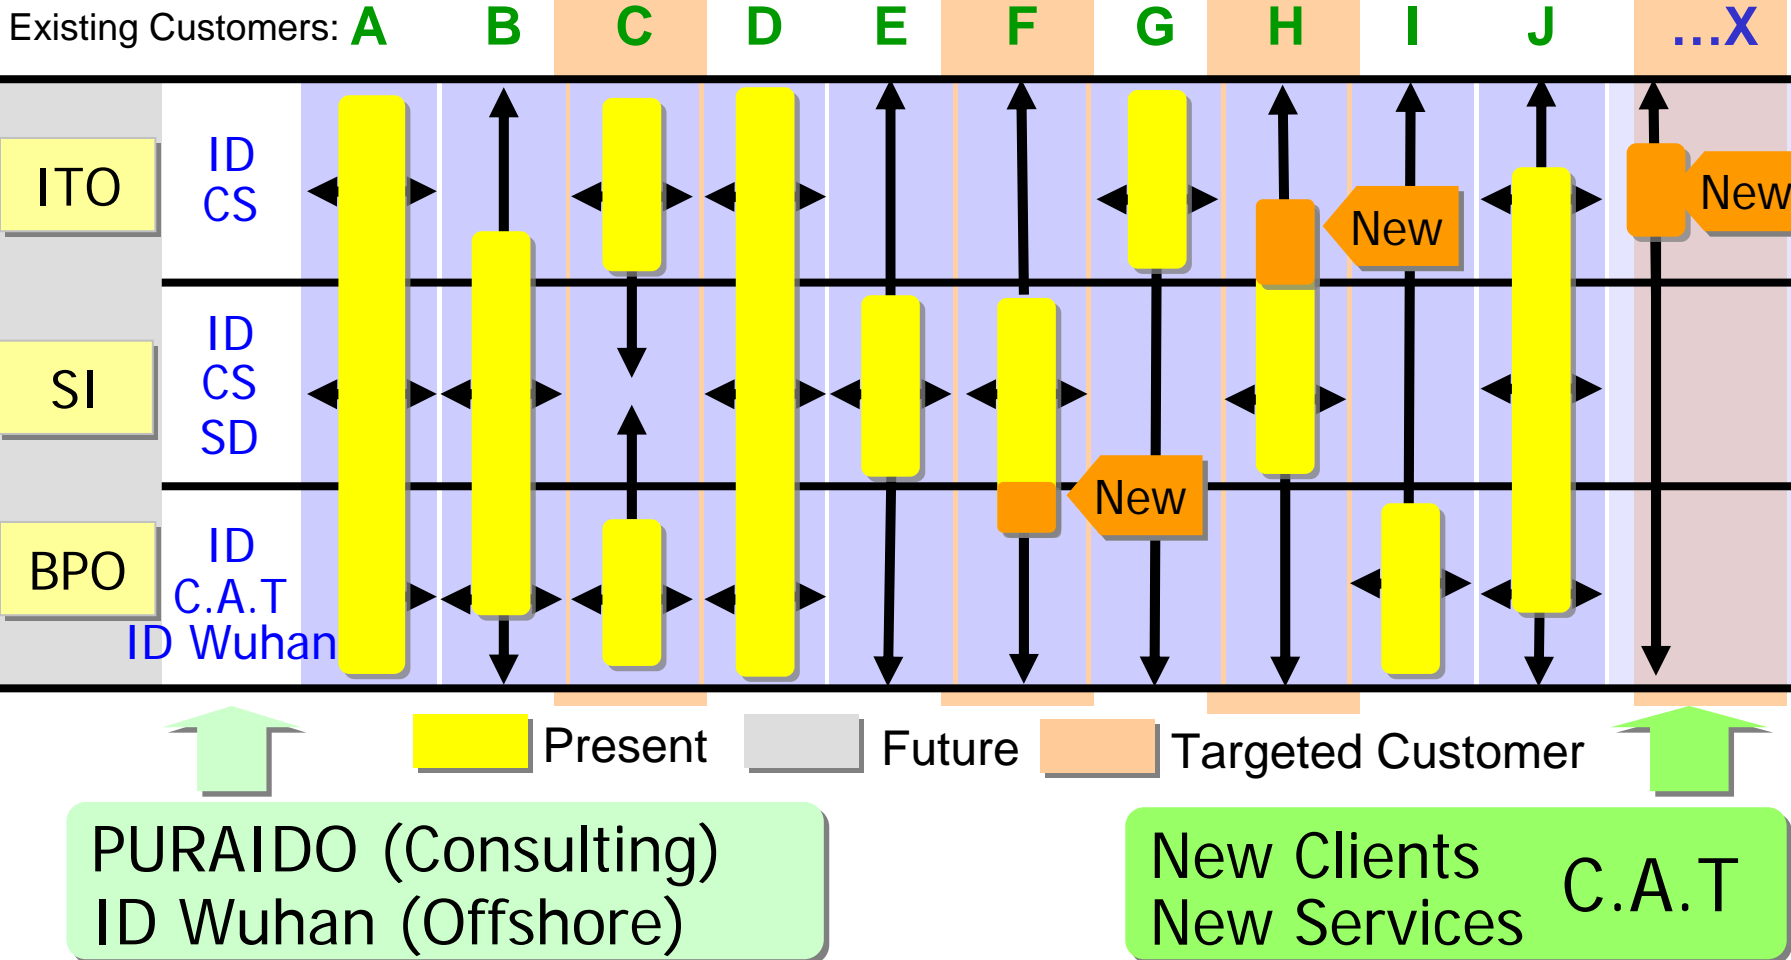 Existing Customers: A B C D E F G H I J ...X
ITO
ID
CS
New
New
SI
ID
CS
SD
New
BPO
ID
C.A.T
ID Wuhan
Present
Future
Targeted Customer
PURAIDO (Consulting)
ID Wuhan (Offshore)
New Clients
New Services
C.A.T